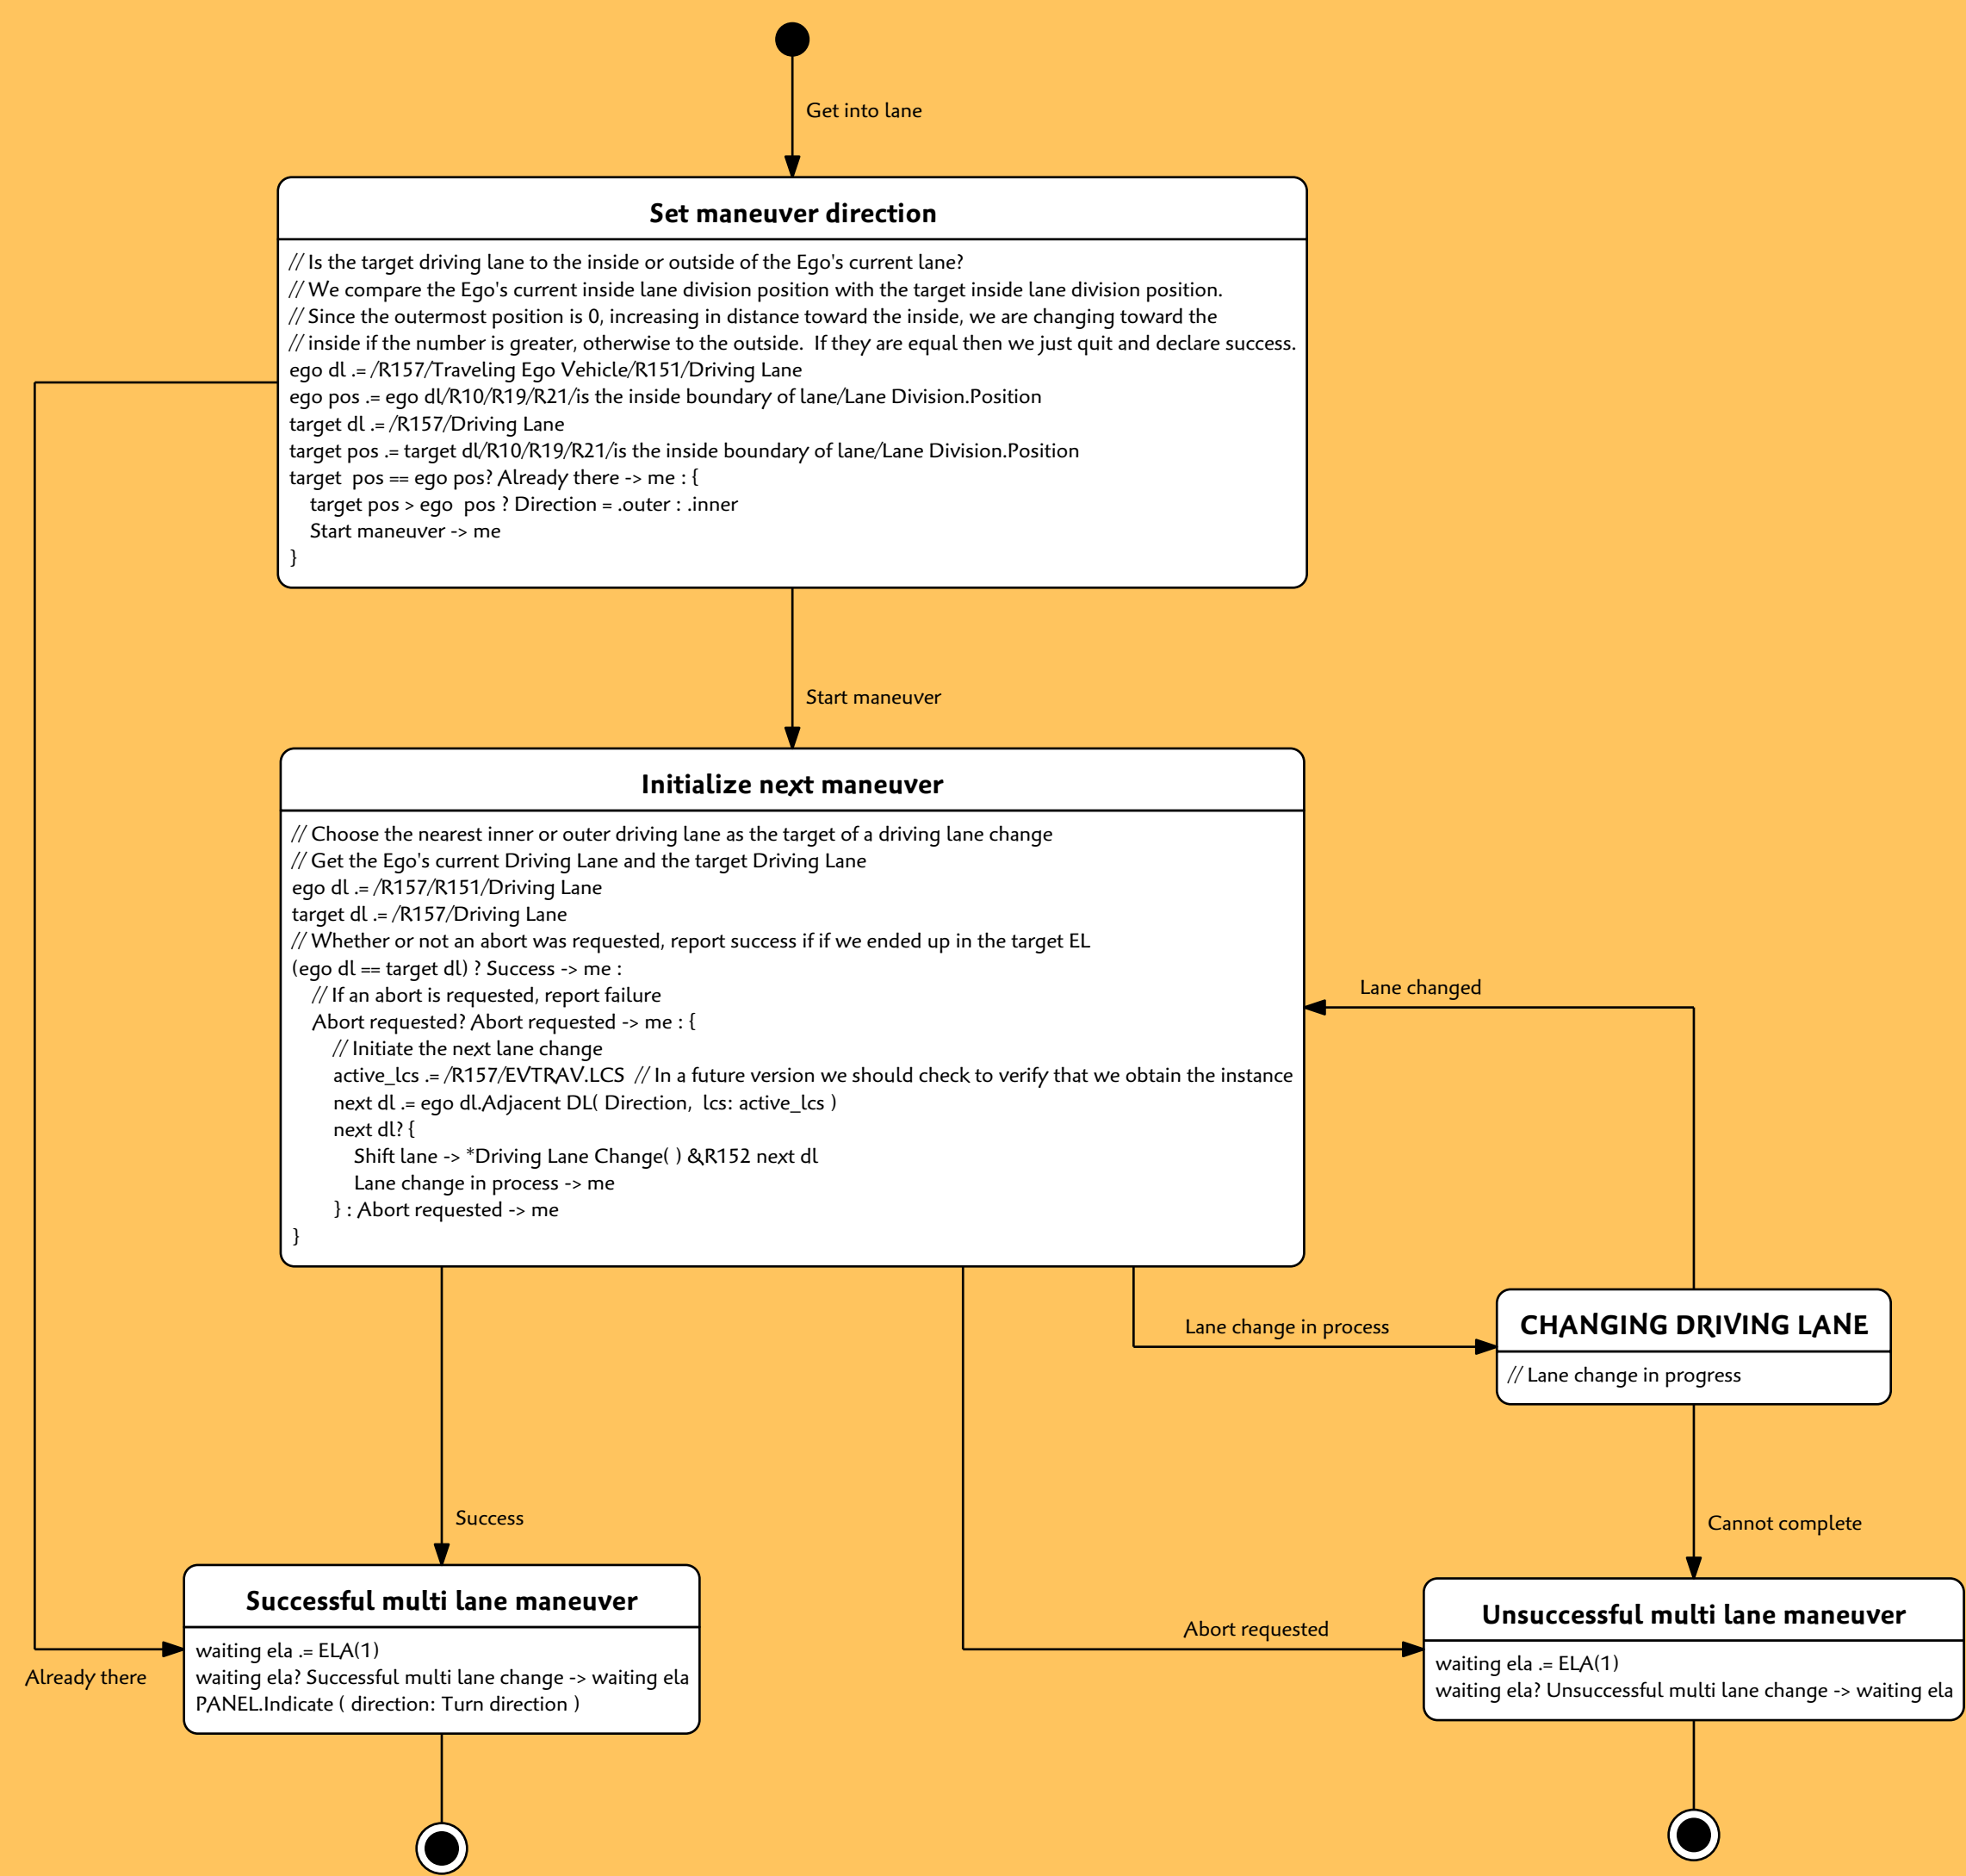 Get into lane
Set maneuver direction
// Is the target driving lane to the inside or outside of the Ego's current lane?
// We compare the Ego's current inside lane division position with the target inside lane division position.
// Since the outermost position is 0, increasing in distance toward the inside, we are changing toward the
// inside if the number is greater, otherwise to the outside.  If they are equal then we just quit and declare success.
ego dl .= /R157/Traveling Ego Vehicle/R151/Driving Lane
ego pos .= ego dl/R10/R19/R21/is the inside boundary of lane/Lane Division.Position
target dl .= /R157/Driving Lane
target pos .= target dl/R10/R19/R21/is the inside boundary of lane/Lane Division.Position
target  pos == ego pos? Already there -> me : {
target pos > ego  pos ? Direction = .outer : .inner
Start maneuver -> me
}
Start maneuver
Initialize next maneuver
// Choose the nearest inner or outer driving lane as the target of a driving lane change
// Get the Ego's current Driving Lane and the target Driving Lane
ego dl .= /R157/R151/Driving Lane
target dl .= /R157/Driving Lane
// Whether or not an abort was requested, report success if if we ended up in the target EL
(ego dl == target dl) ? Success -> me :
// If an abort is requested, report failure
Abort requested? Abort requested -> me : {
// Initiate the next lane change
active_lcs .= /R157/EVTRAV.LCS  // In a future version we should check to verify that we obtain the instance
next dl .= ego dl.Adjacent DL( Direction,  lcs: active_lcs )
next dl? {
Shift lane -> *Driving Lane Change( ) &R152 next dl
Lane change in process -> me
} : Abort requested -> me
}
Lane changed
Lane change in process
CHANGING DRIVING LANE
// Lane change in progress
Success
Cannot complete
Already there
Successful multi lane maneuver
waiting ela .= ELA(1)
waiting ela? Successful multi lane change -> waiting ela
PANEL.Indicate ( direction: Turn direction )
Abort requested
Unsuccessful multi lane maneuver
waiting ela .= ELA(1)
waiting ela? Unsuccessful multi lane change -> waiting ela